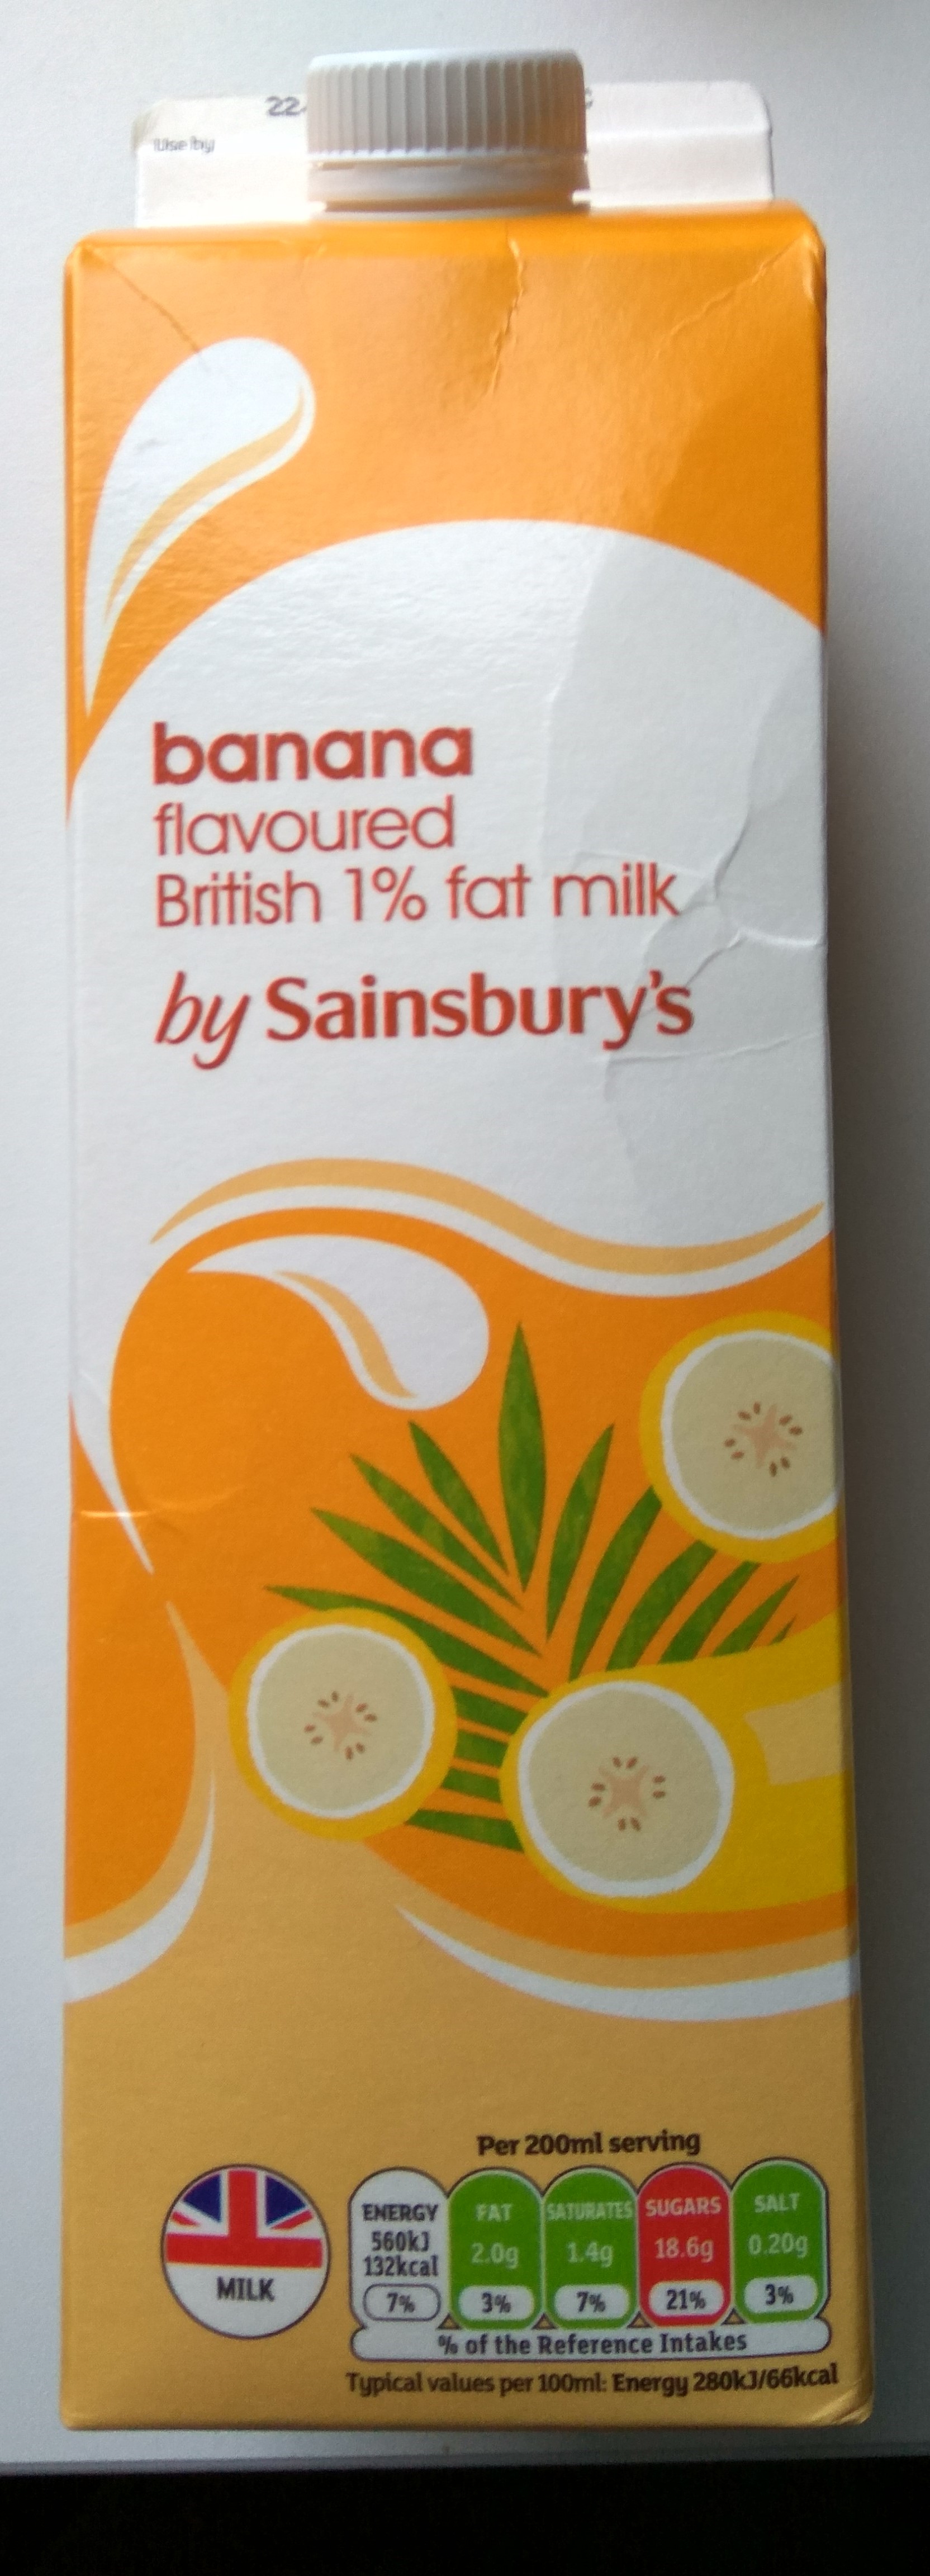 22
Use by
banana
flavoured
British 1% fat milk
by Sainsbury's
Per 200ml serving
MILK
ENERGY
560kJ
132kcal
7%
FAT
2.0g
3%
SATURATES
1.4g
7%
SUGARS
18.6g
21%
SALT
0.20g
3%
% of the Reference Intakes
Typical values per 100ml: Energy 280kJ/66kcal